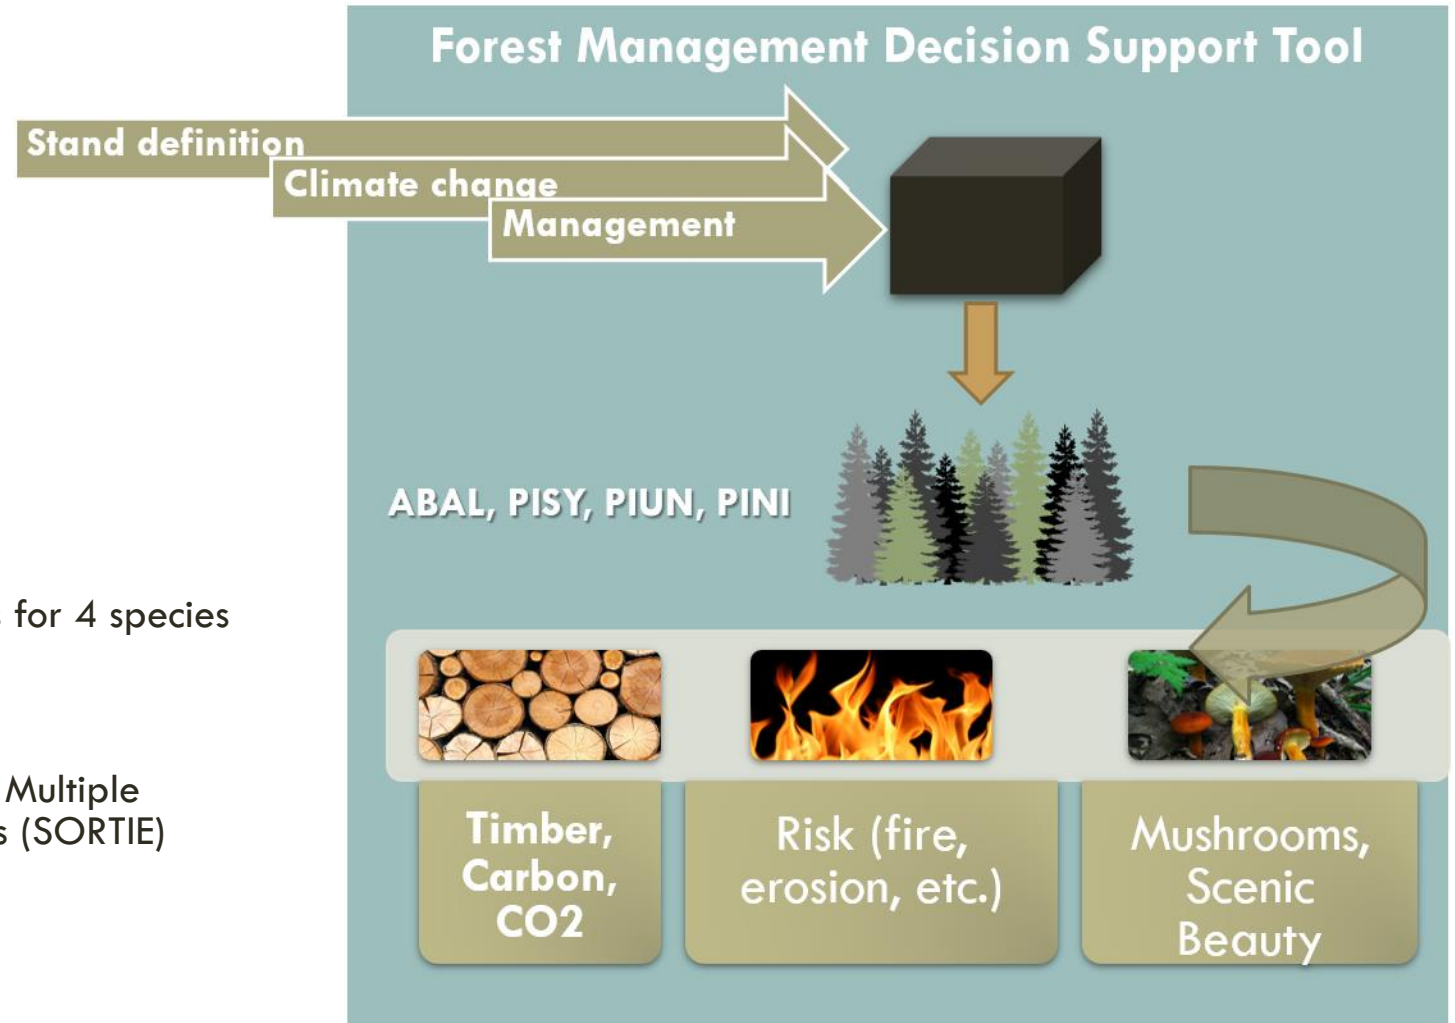 Forest Management Decision Support Tool
Stand definition
Climate change
Management
ABAL, PISY, PIUN, PINI
for 4 species
Multiple
(SORTIE)
Timber,
Carbon,
CO2
Risk (fire,
erosion, etc.)
Mushrooms,
Scenic
Beauty